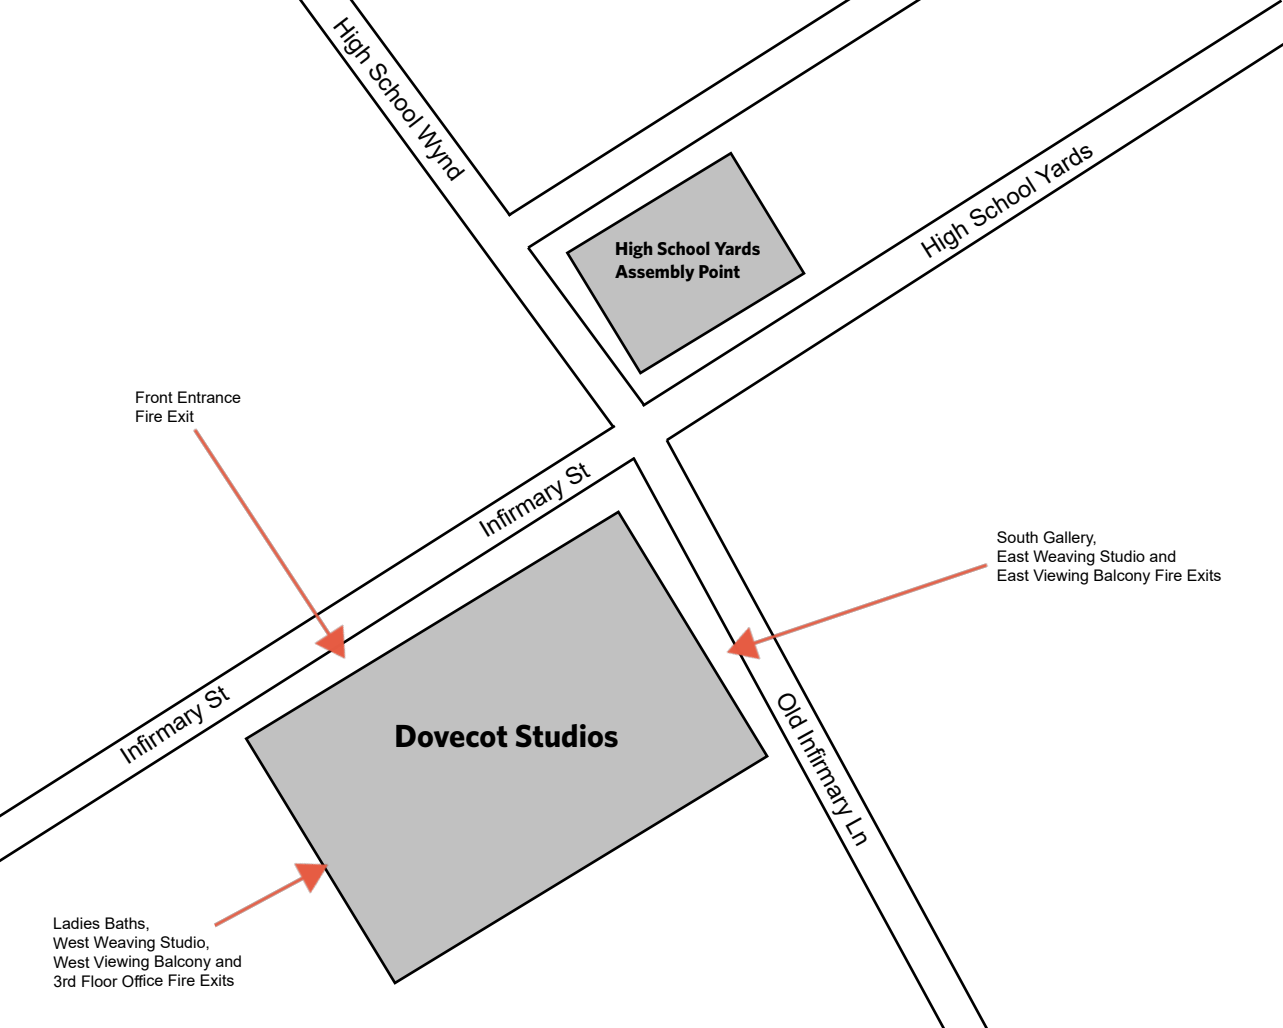 High School Wynd
High School Yards
High School Yards
Assembly Point
Front Entrance
Fire Exit
Infirmary St
South Gallery,
East Weaving Studio and
East Viewing Balcony Fire Exits
Infirmary St
Dovecot Studios
Old Infirmary Ln
Ladies Baths,
West Weaving Studio,
West Viewing Balcony and
3rd Floor Office Fire Exits